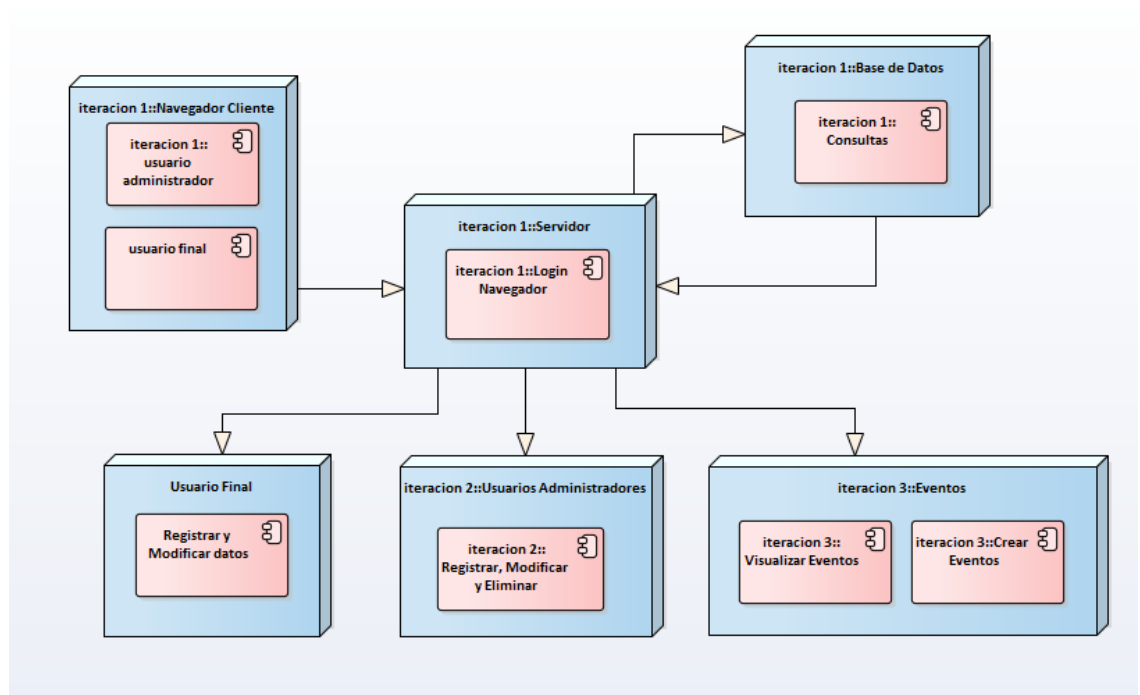 iteracion 1::Navegador Cliente
iteracion 1::
usuario
administrador
usuario final
iteracion 1::Base de Datos
iteracion 1::
Consultas
iteracion 1::Servidor
iteracion 1::Login
Navegador
Usuario Final
Registrar y
Modificar datos
iteracion 2::Usuarios Administradores
iteracion 2::
Registrar, Modificar
y Eliminar
iteracion 3::Eventos
iteracion 3::
Visualizar Eventos
iteracion 3::Crear
Eventos